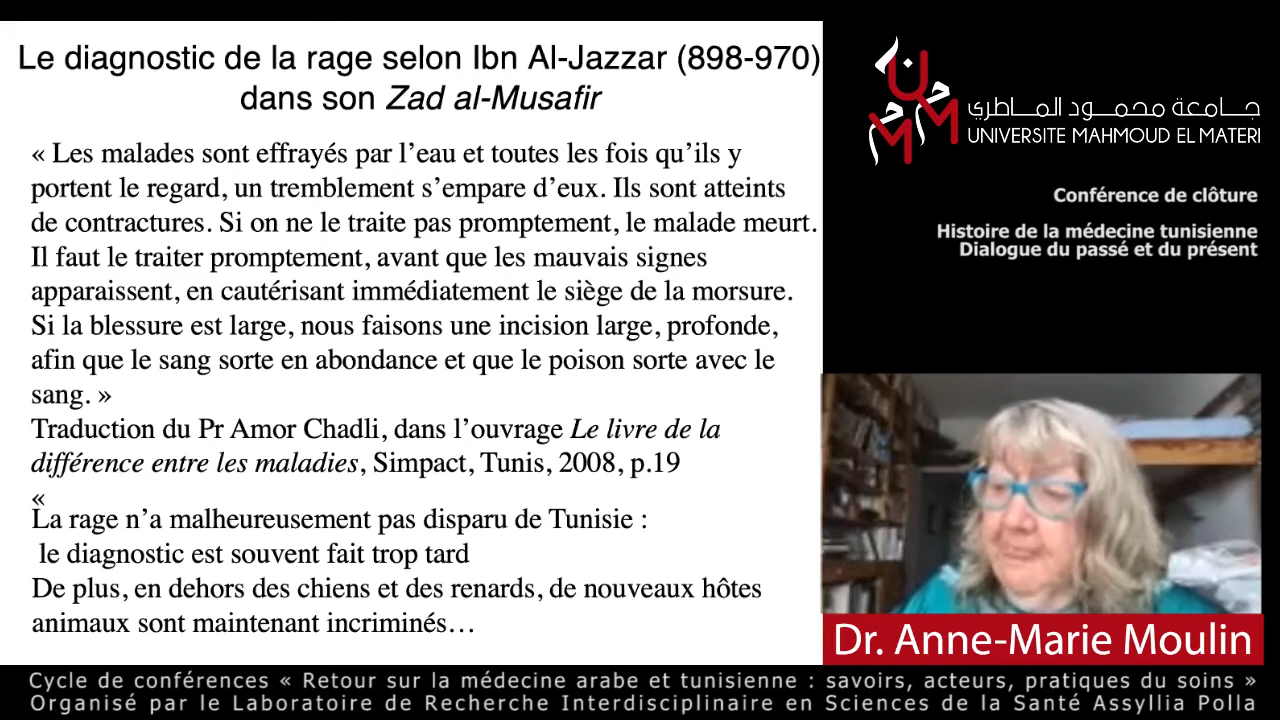 Le diagnostic de la rage selon Ibn Al-Jazzar (898-970)
dans son Zad al-Musafir
« Les malades sont effrayés par l’eau et toutes les fois qu’ils y
portent le regard, un tremblement s’empare d’eux. Ils sont atteints
de contractures. Si on ne le traite pas promptement, le malade meurt.
Il faut le traiter promptement, avant que les mauvais signes
apparaissent, en cautérisant immédiatement le siège de la morsure.
Si la blessure est large, nous faisons une incision large, profonde,
afin que le sang sorte en abondance et que le poison sorte avec le
sang. »
Traduction du Pr Amor Chadli, dans l’ouvrage Le livre de la
différence entre les maladies, Simpact, Tunis, 2008, p.19
«
La rage n’a malheureusement pas disparu de Tunisie :
le diagnostic est souvent fait trop tard
De plus, en dehors des chiens et des renards, de nouveaux hôtes
animaux sont maintenant incriminés…
جامعة محمود الماطري
UNIVERSITE MAHMOUD EL MATERI
Conférence de clôture
Histoire de la médecine tunisienne
Dialogue du passé et du présent
Dr. Anne-Marie Moulin
Cycle de conférences « Retour sur la médecine arabe et tunisienne : savoirs, acteurs, pratiques du soins »
Organisé par le Laboratoire de Recherche Interdisciplinaire en Sciences de la Santé Assyllia Polla